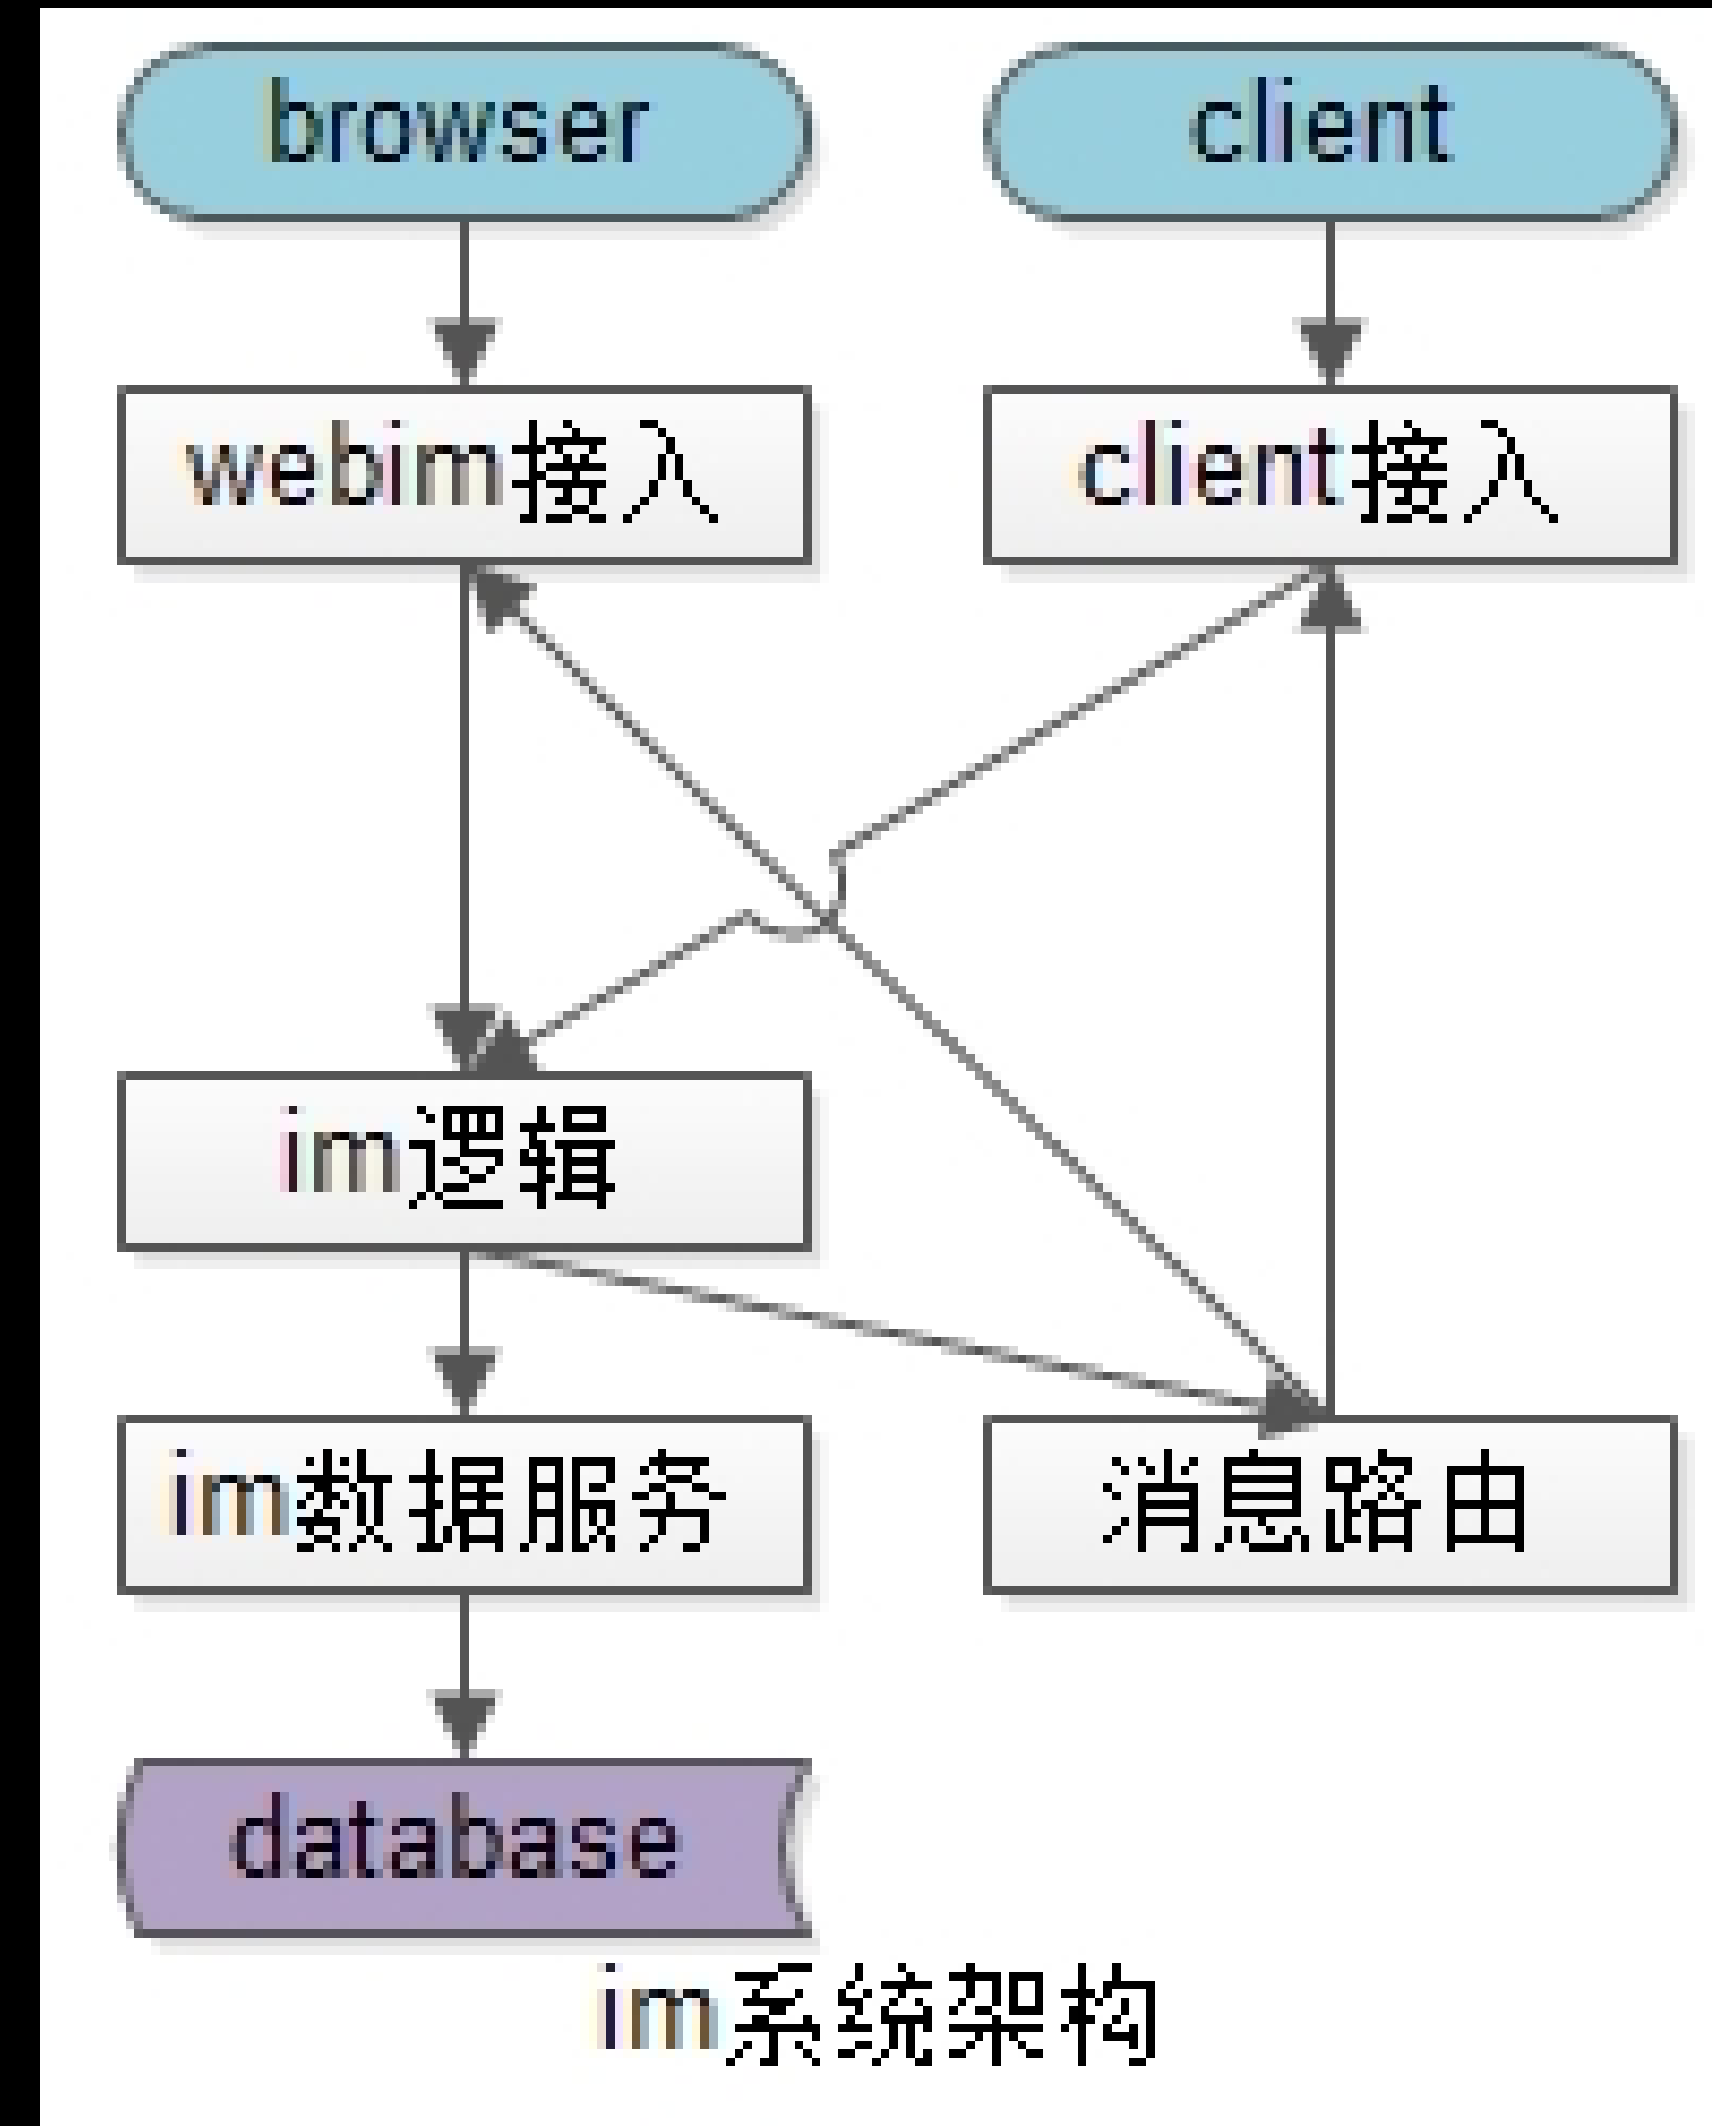 browser
client
webim接入
client接入
im逻辑
im数据服务
消息路由
database
im系统架构